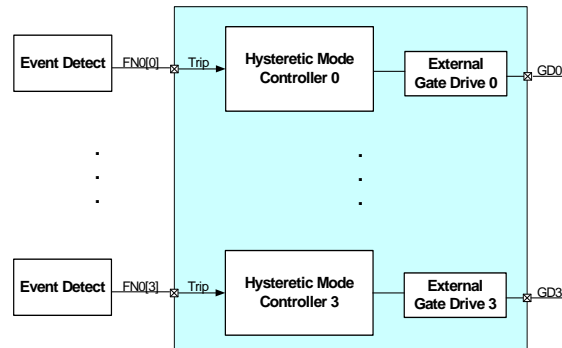 Event Detect
FN0[0]
Trip
Hysteretic Mode
Controller 0
External
Gate Drive 0
GD0
Event Detect
FN0[3]
Trip
Hysteretic Mode
Controller 3
External
Gate Drive 3
GD3